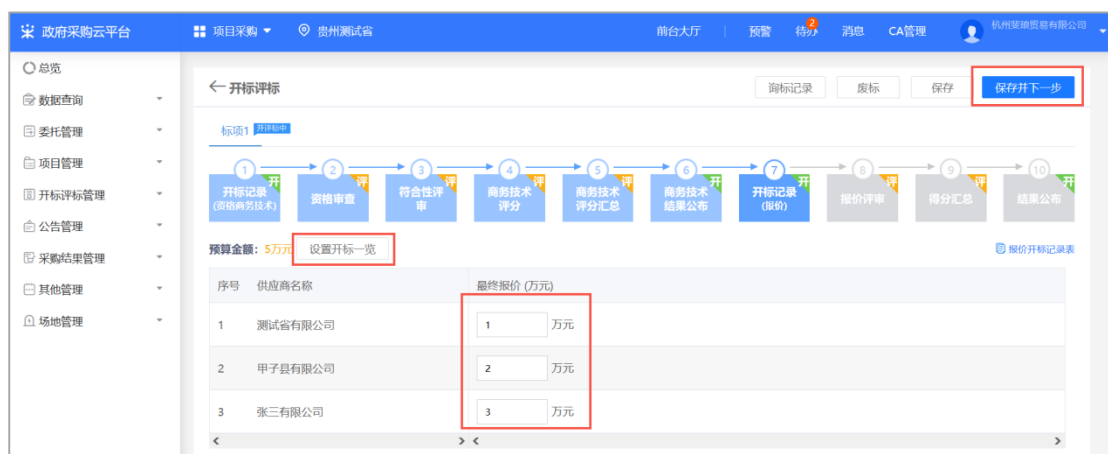 政府采购云平台
项目采购
贵州测试省
前台大厅
预警
待办
2
消息
CA管理
杭州斐琅贸易有限公司
总览
数据查询
委托管理
项目管理
开标评标管理
公告管理
采购结果管理
其他管理
场地管理
开标评标
询标记录
废标
保存
保存并下一步
标项1
开评标中
1
开
开标记录
(资格商务技术)
2
评
资格审查
3
评
符合性评
审
4
评
商务技术
评分
5
评
商务技术
评分汇总
6
开
商务技术
结果公布
7
开
开标记录
(报价)
8
评
报价评审
9
评
得分汇总
10
开
结果公布
预算金额: 5万元
设置开标一览
报价开标记录表
序号 供应商名称 最终报价 (万元)
1 测试省有限公司 1 万元
2 甲子县有限公司 2 万元
3 张三有限公司 3 万元